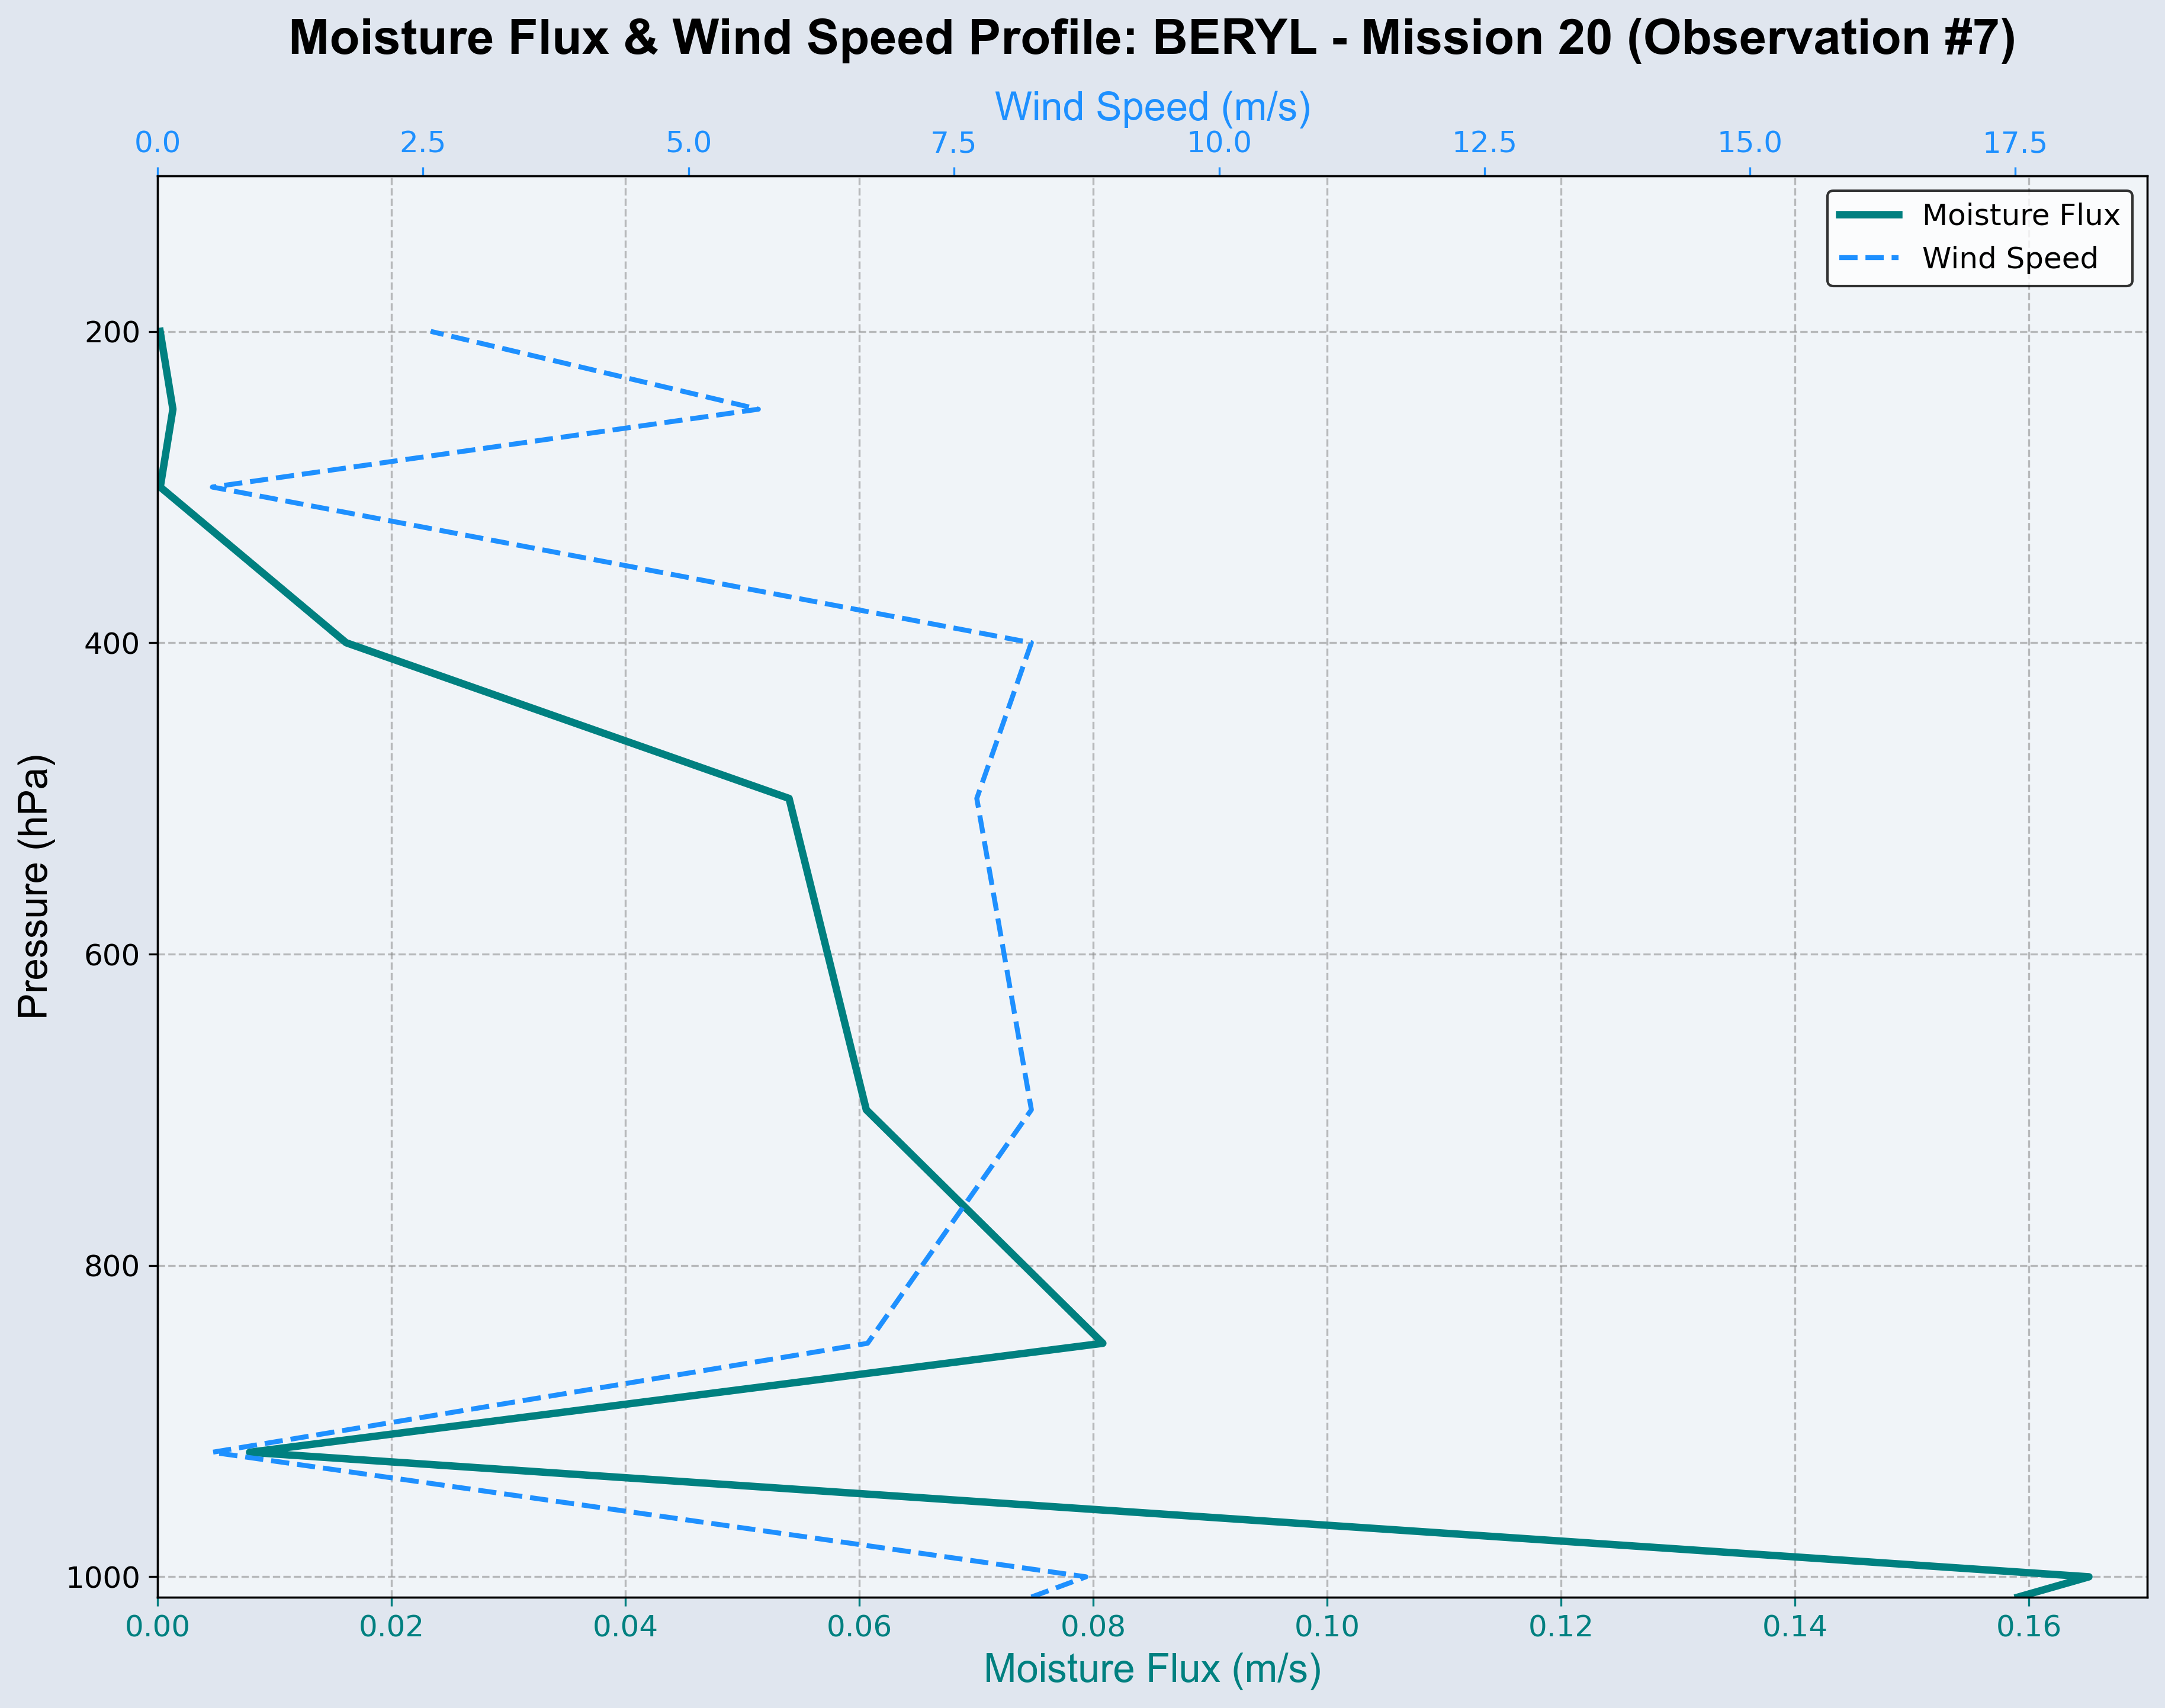 Moisture Flux & Wind Speed Profile: BERYL - Mission 20 (Observation #7)
Wind Speed (m/s)
0.0 2.5 5.0 7.5 10.0 12.5 15.0 17.5
Moisture Flux
Wind Speed
Pressure (hPa)
200
400
600
800
1000
0.00 0.02 0.04 0.06 0.08 0.10 0.12 0.14 0.16
Moisture Flux (m/s)